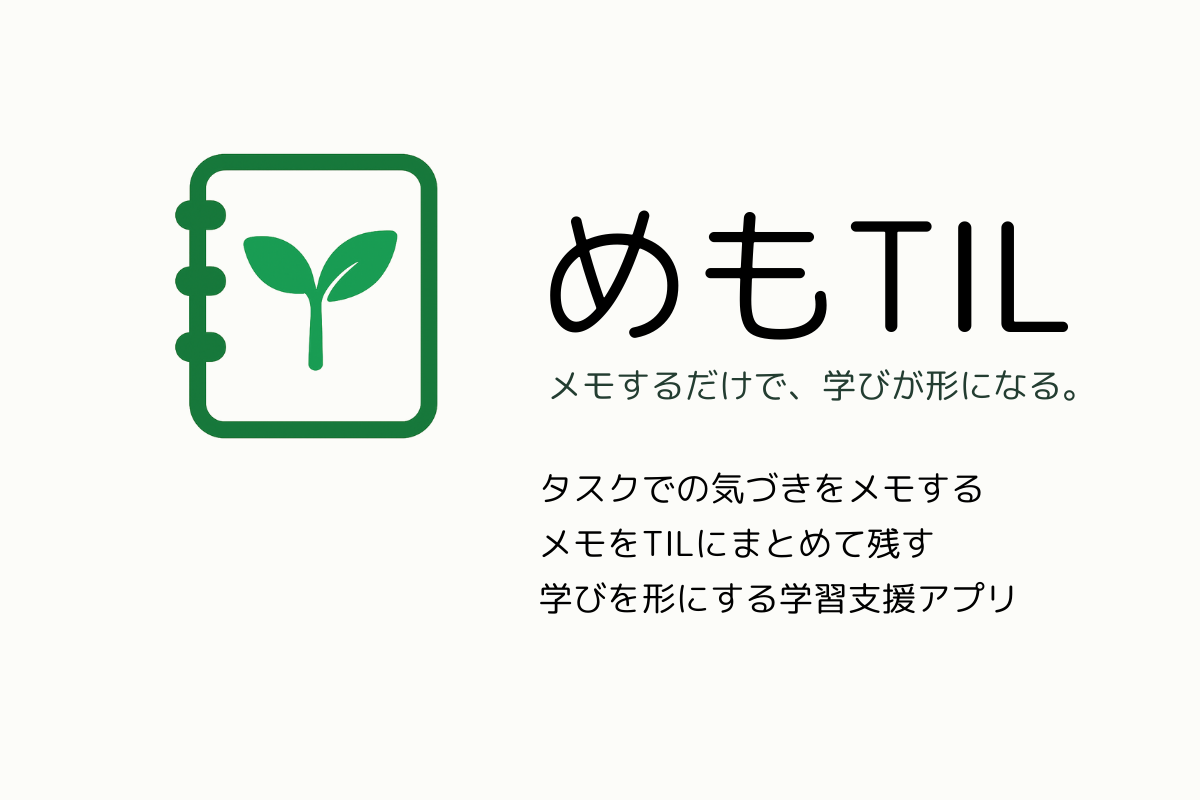 めもTIL
メモするだけで、学びが形になる。
タスクでの気づきをメモする
メモをTILにまとめて残す
学びを形にする学習支援アプリ